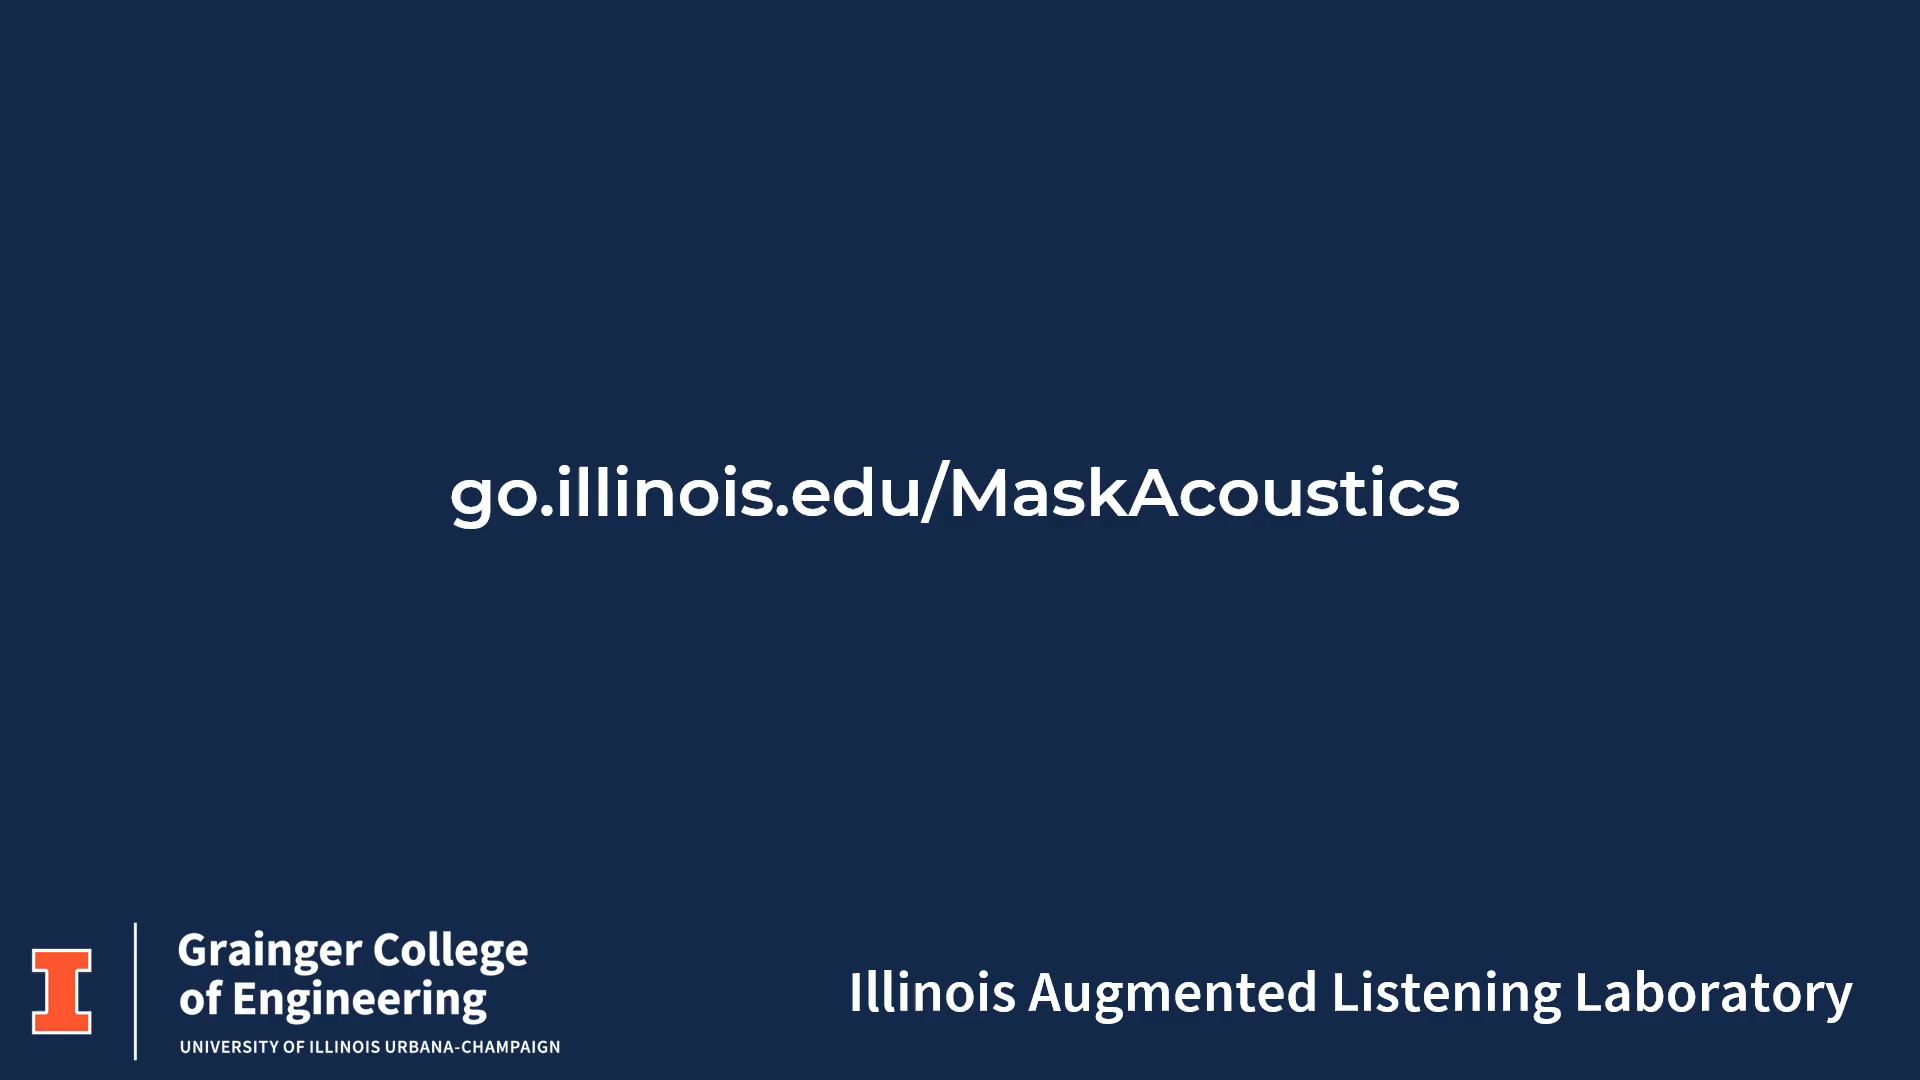 go.illinois.edu/MaskAcoustics
Grainger College
of Engineering
UNIVERSITY OF ILLINOIS URBANA-CHAMPAIGN
Illinois Augmented Listening Laboratory